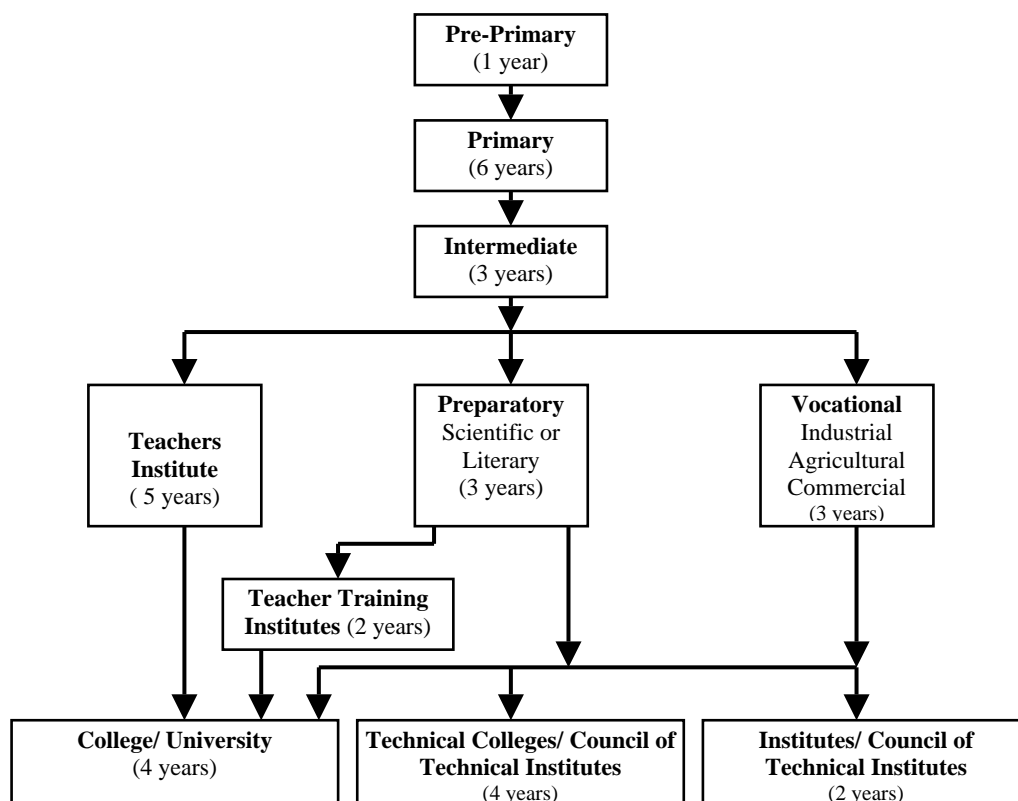 Pre-Primary
(1 year)
Primary
(6 years)
Intermediate
(3 years)
Teachers
Institute
( 5 years)
Preparatory
Scientific or
Literary
(3 years)
Vocational
Industrial
Agricultural
Commercial
(3 years)
Teacher Training
Institutes (2 years)
College/ University
(4 years)
Technical Colleges/ Council of
Technical Institutes
(4 years)
Institutes/ Council of
Technical Institutes
(2 years)